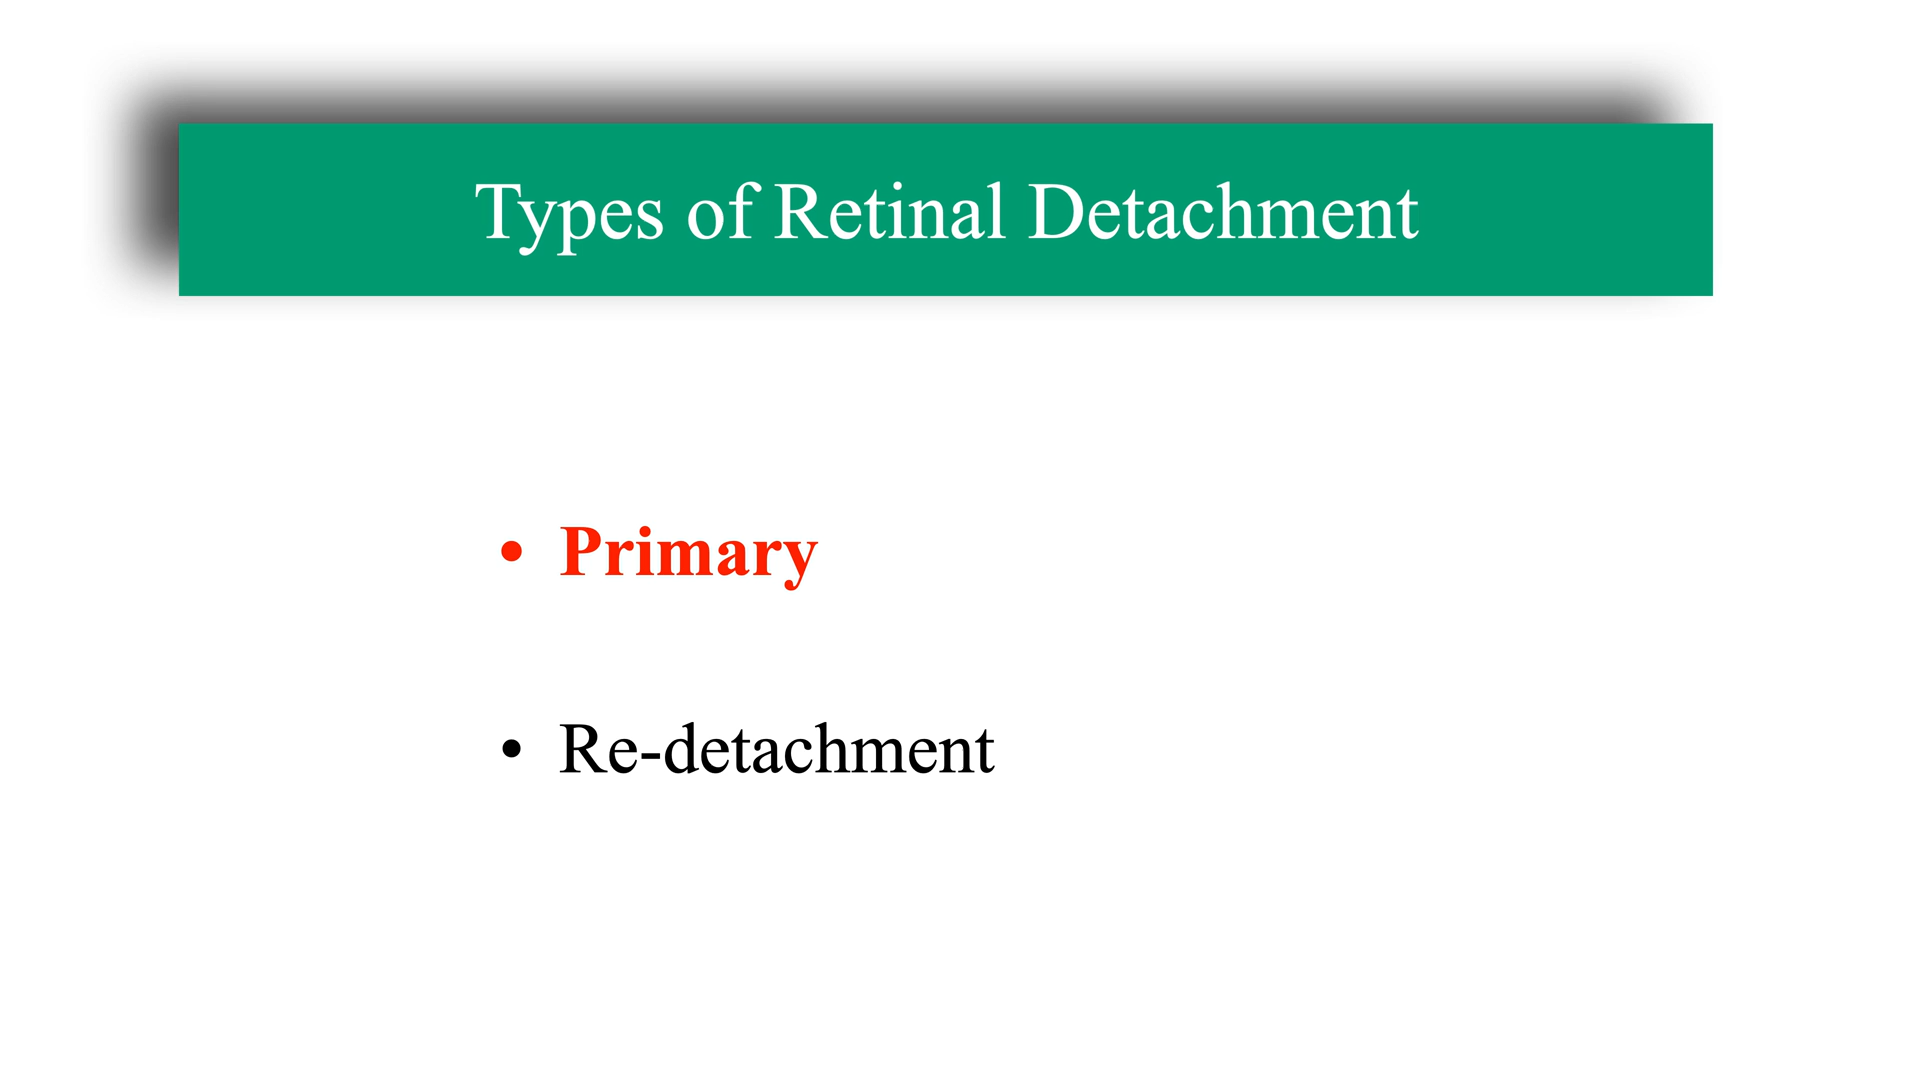 Types of Retinal Detachment
• Primary
• Re-detachment